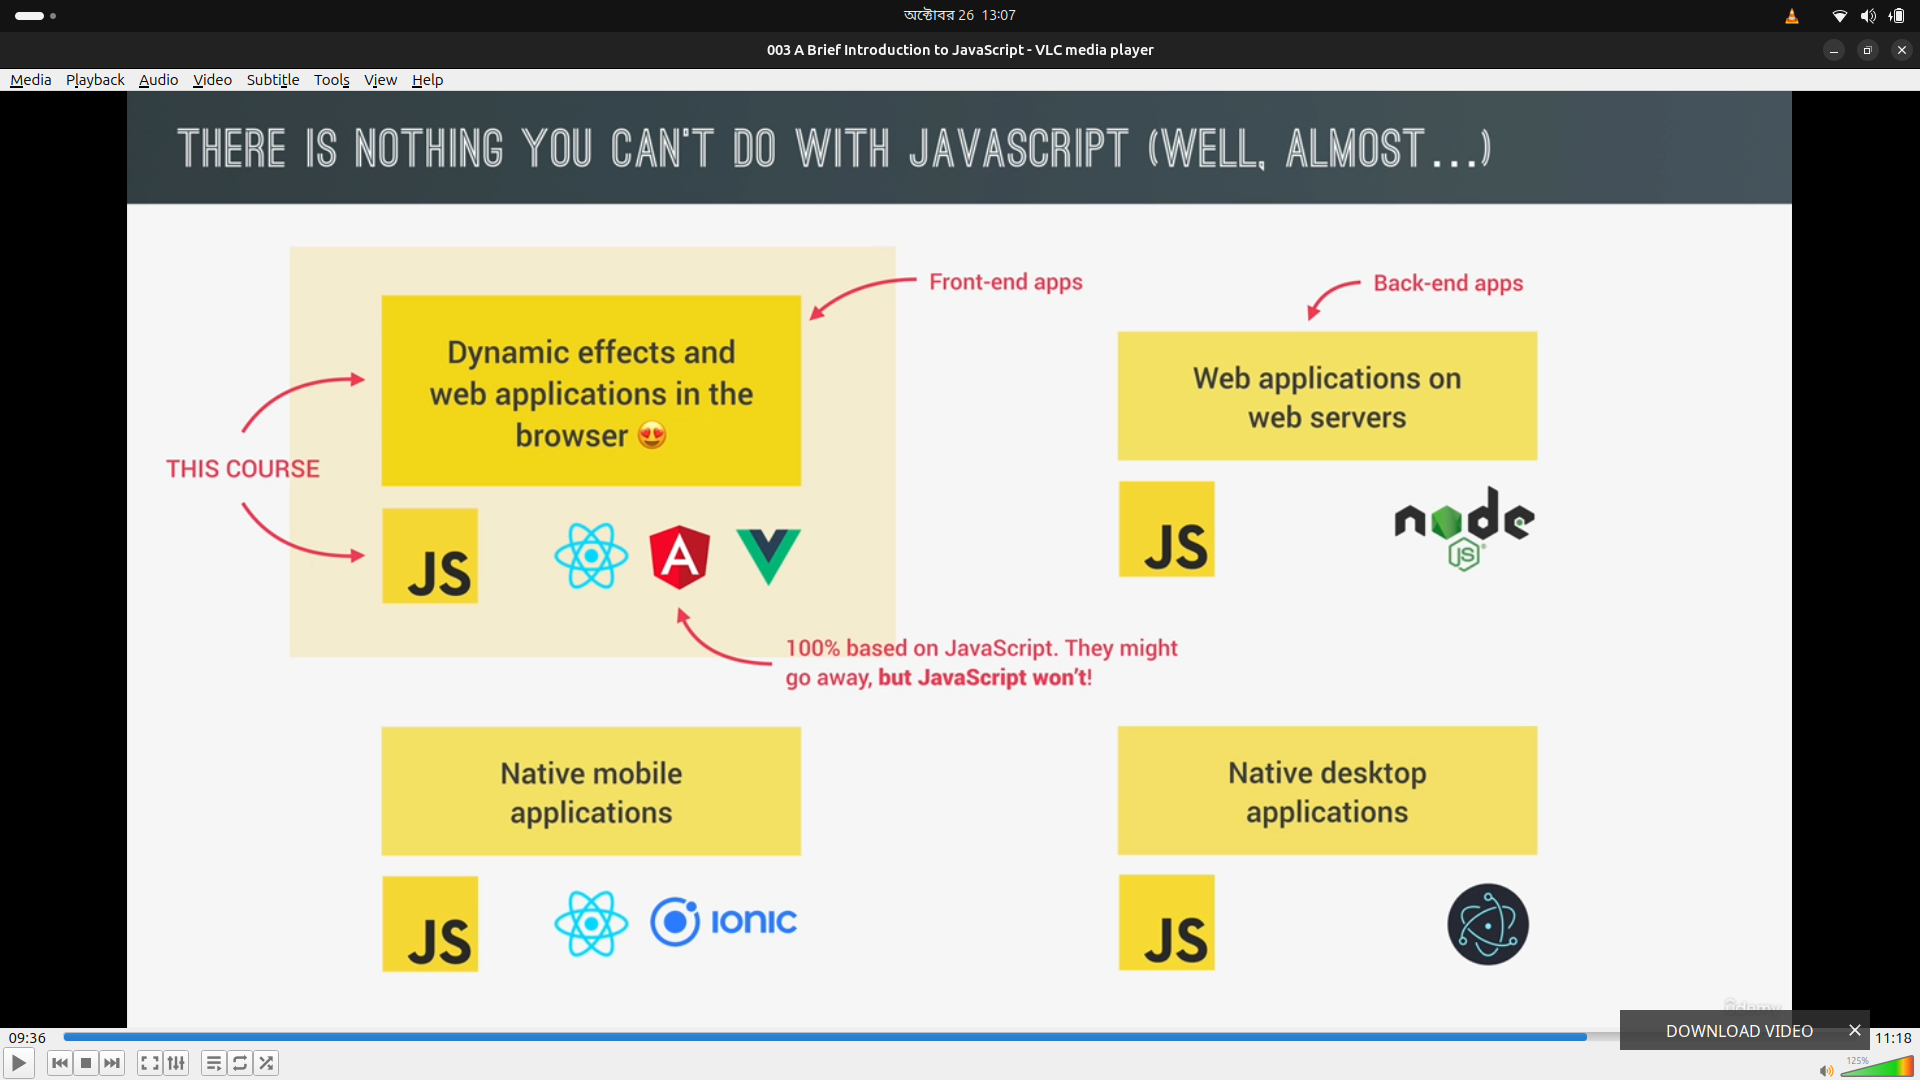 অক্টোবর 26 13:07
003 A Brief Introduction to JavaScript - VLC media player
Media Playback Audio Video Subtitle Tools View Help
THERE IS NOTHING YOU CAN'T DO WITH JAVASCRIPT (WELL, ALMOST...)
Front-end apps
Back-end apps
Dynamic effects and
web applications in the
browser 😍
Web applications on
web servers
THIS COURSE
JS
JS
node
JS
100% based on JavaScript. They might
go away, but JavaScript won't!
Native mobile
applications
Native desktop
applications
JS
IONIC
JS
udemy
09:36
DOWNLOAD VIDEO
11:18
125%